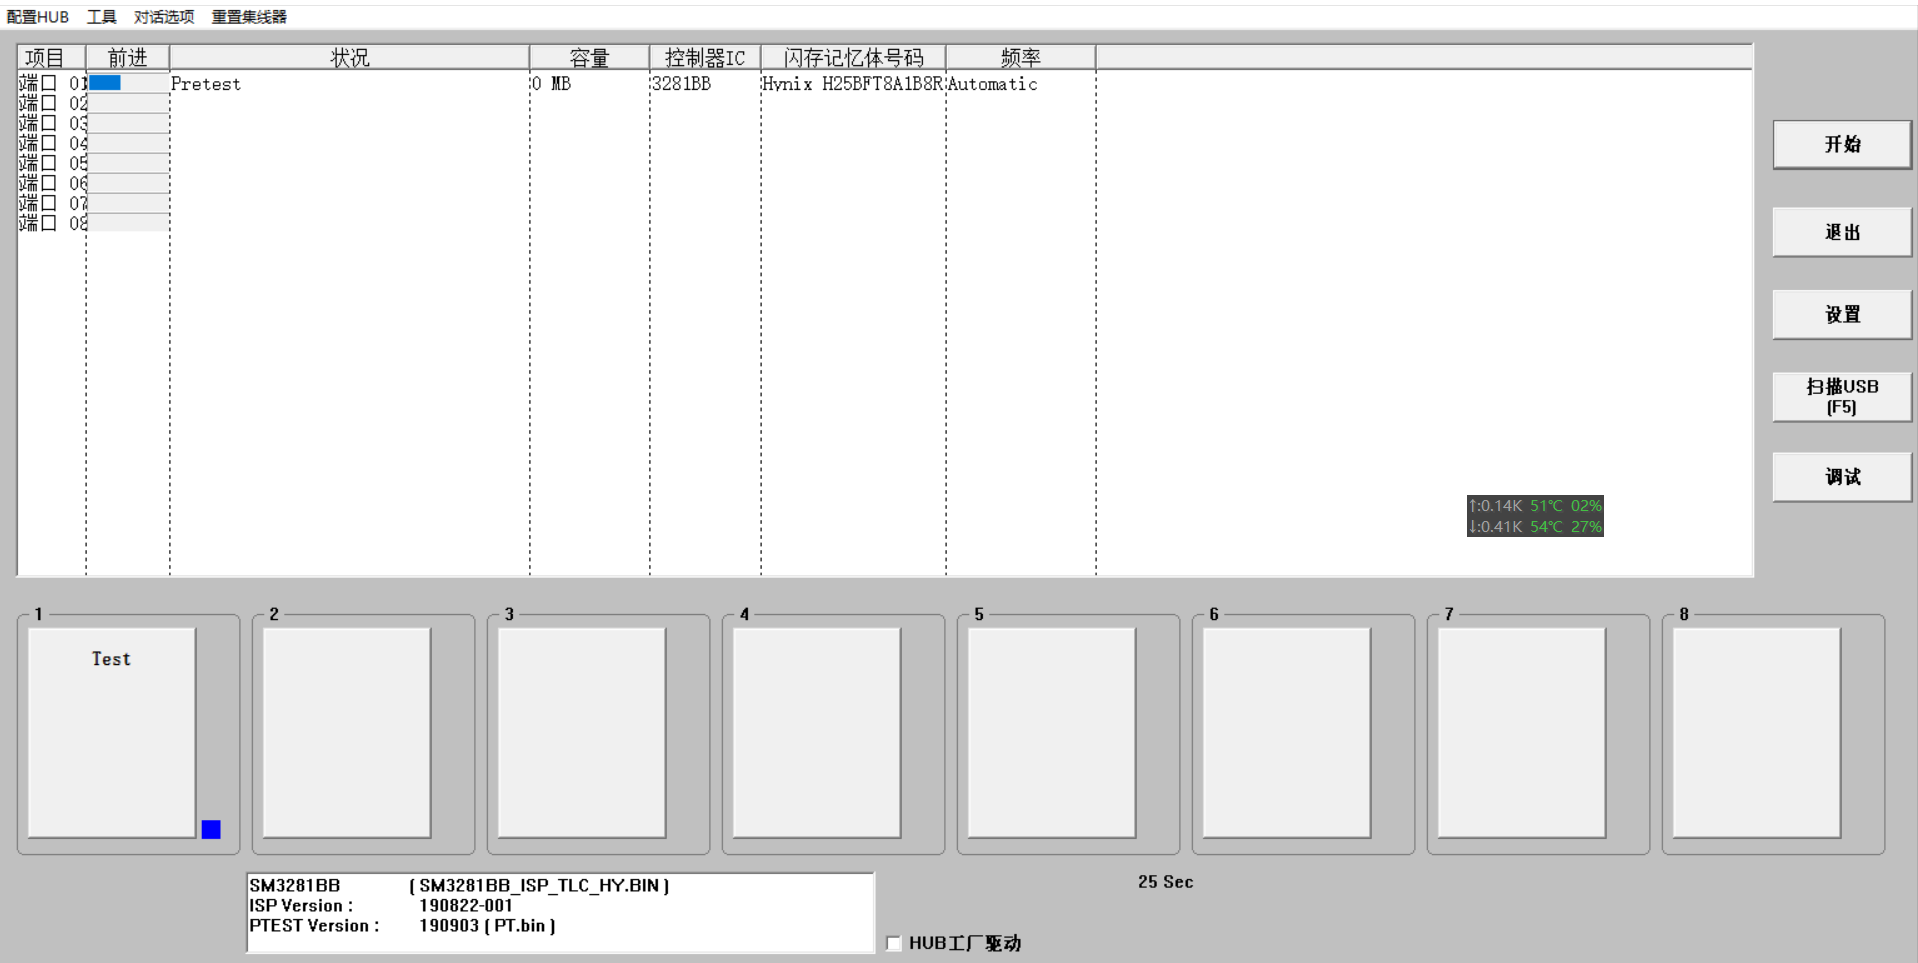 配置HUB 工具 对话选项 重置集线器
项目 前进 状况 容量 控制器IC 闪存记忆体号码 频率
端口 01 Pretest 0 MB 3281BB Hynix H25BFT8A1B8R Automatic
端口 02
端口 03
端口 04
端口 05
端口 06
端口 07
端口 08
开始
退出
设置
扫描USB
(F5)
调试
↑:0.14K 51℃ 02%
↓:0.41K 54℃ 27%
1 2 3 4 5 6 7 8
Test
SM3281BB ( SM3281BB_ISP_TLC_HY.BIN )
ISP Version : 190822-001
PTEST Version : 190903 ( PT.bin )
25 Sec
HUB工厂驱动